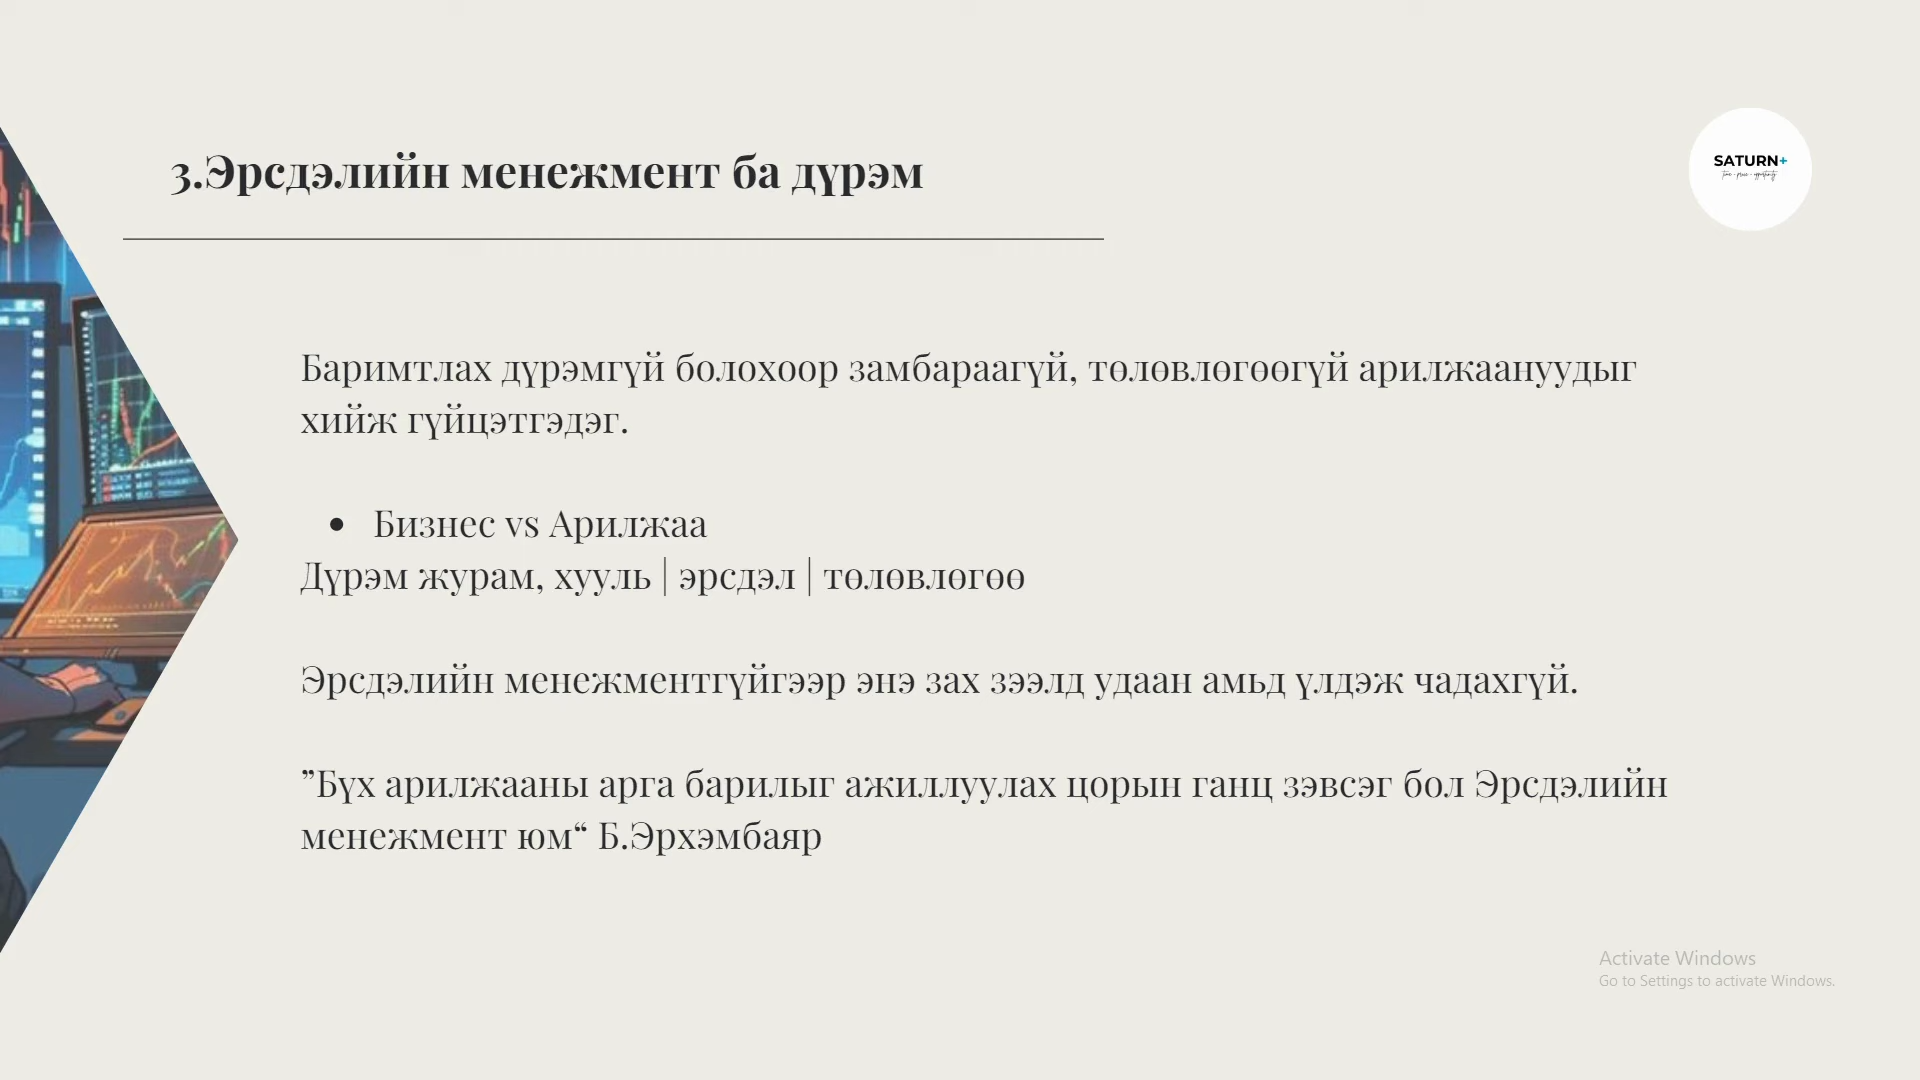 3.Эрсдэлийн менежмент ба дүрэм
SATURN+
Баримтлах дүрэмгүй болохоор замбараагүй, төлөвлөгөөгүй арилжаануудыг
хийж гүйцэтгэдэг.
• Бизнес vs Арилжаа
Дүрэм журам, хууль | эрсдэл | төлөвлөгөө
Эрсдэлийн менежментгүйгээр энэ зах зээлд удаан амьд үлдэж чадахгүй.
”Бүх арилжааны арга барилыг ажиллуулах цорын ганц зэвсэг бол Эрсдэлийн
менежмент юм“ Б.Эрхэмбаяр
Activate Windows
Go to Settings to activate Windows.